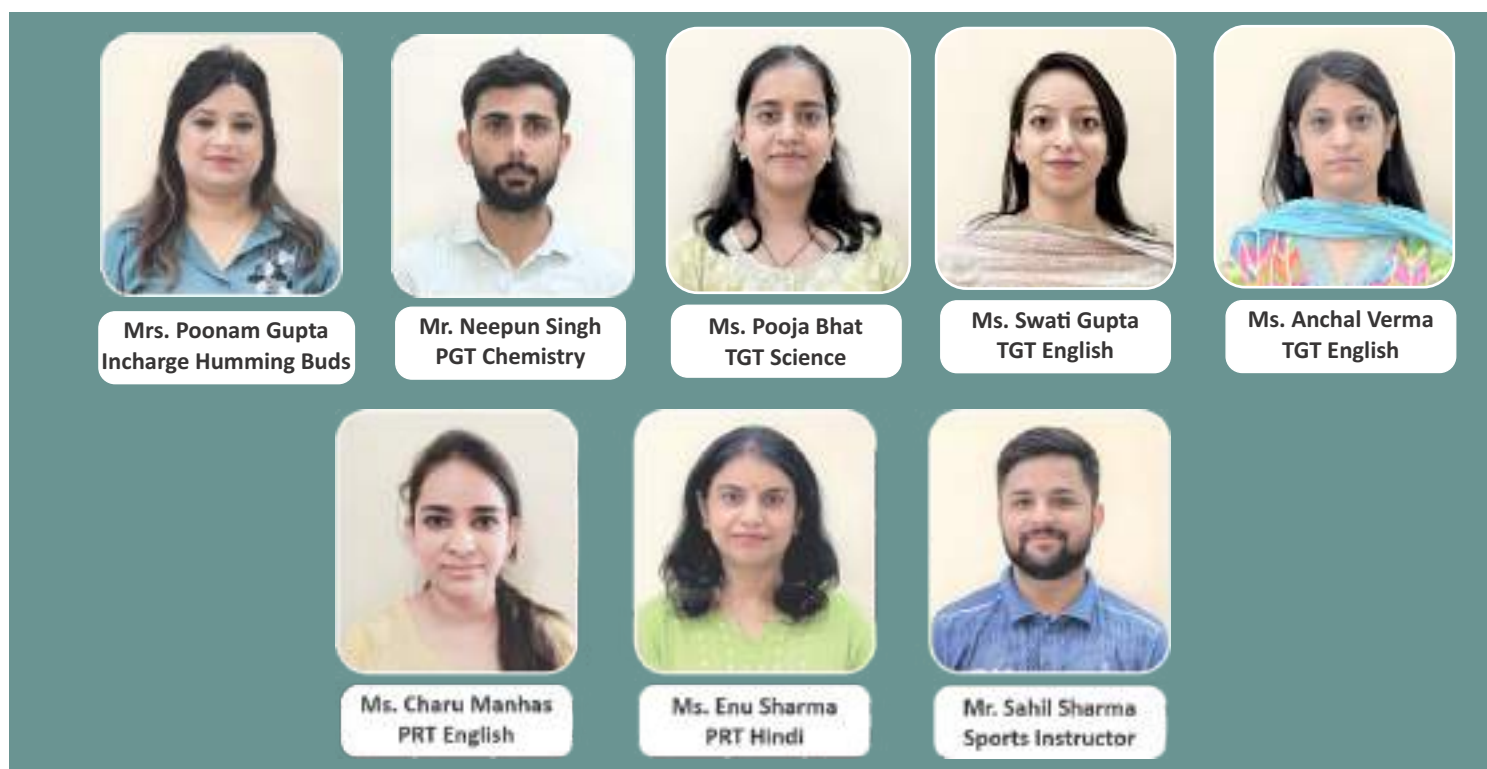 Mrs. Poonam Gupta
Incharge Humming Buds
Mr. Neepun Singh
PGT Chemistry
Ms. Pooja Bhat
TGT Science
Ms. Swati Gupta
TGT English
Ms. Anchal Verma
TGT English
Ms. Charu Manhas
PRT English
Ms. Enu Sharma
PRT Hindi
Mr. Sahil Sharma
Sports Instructor